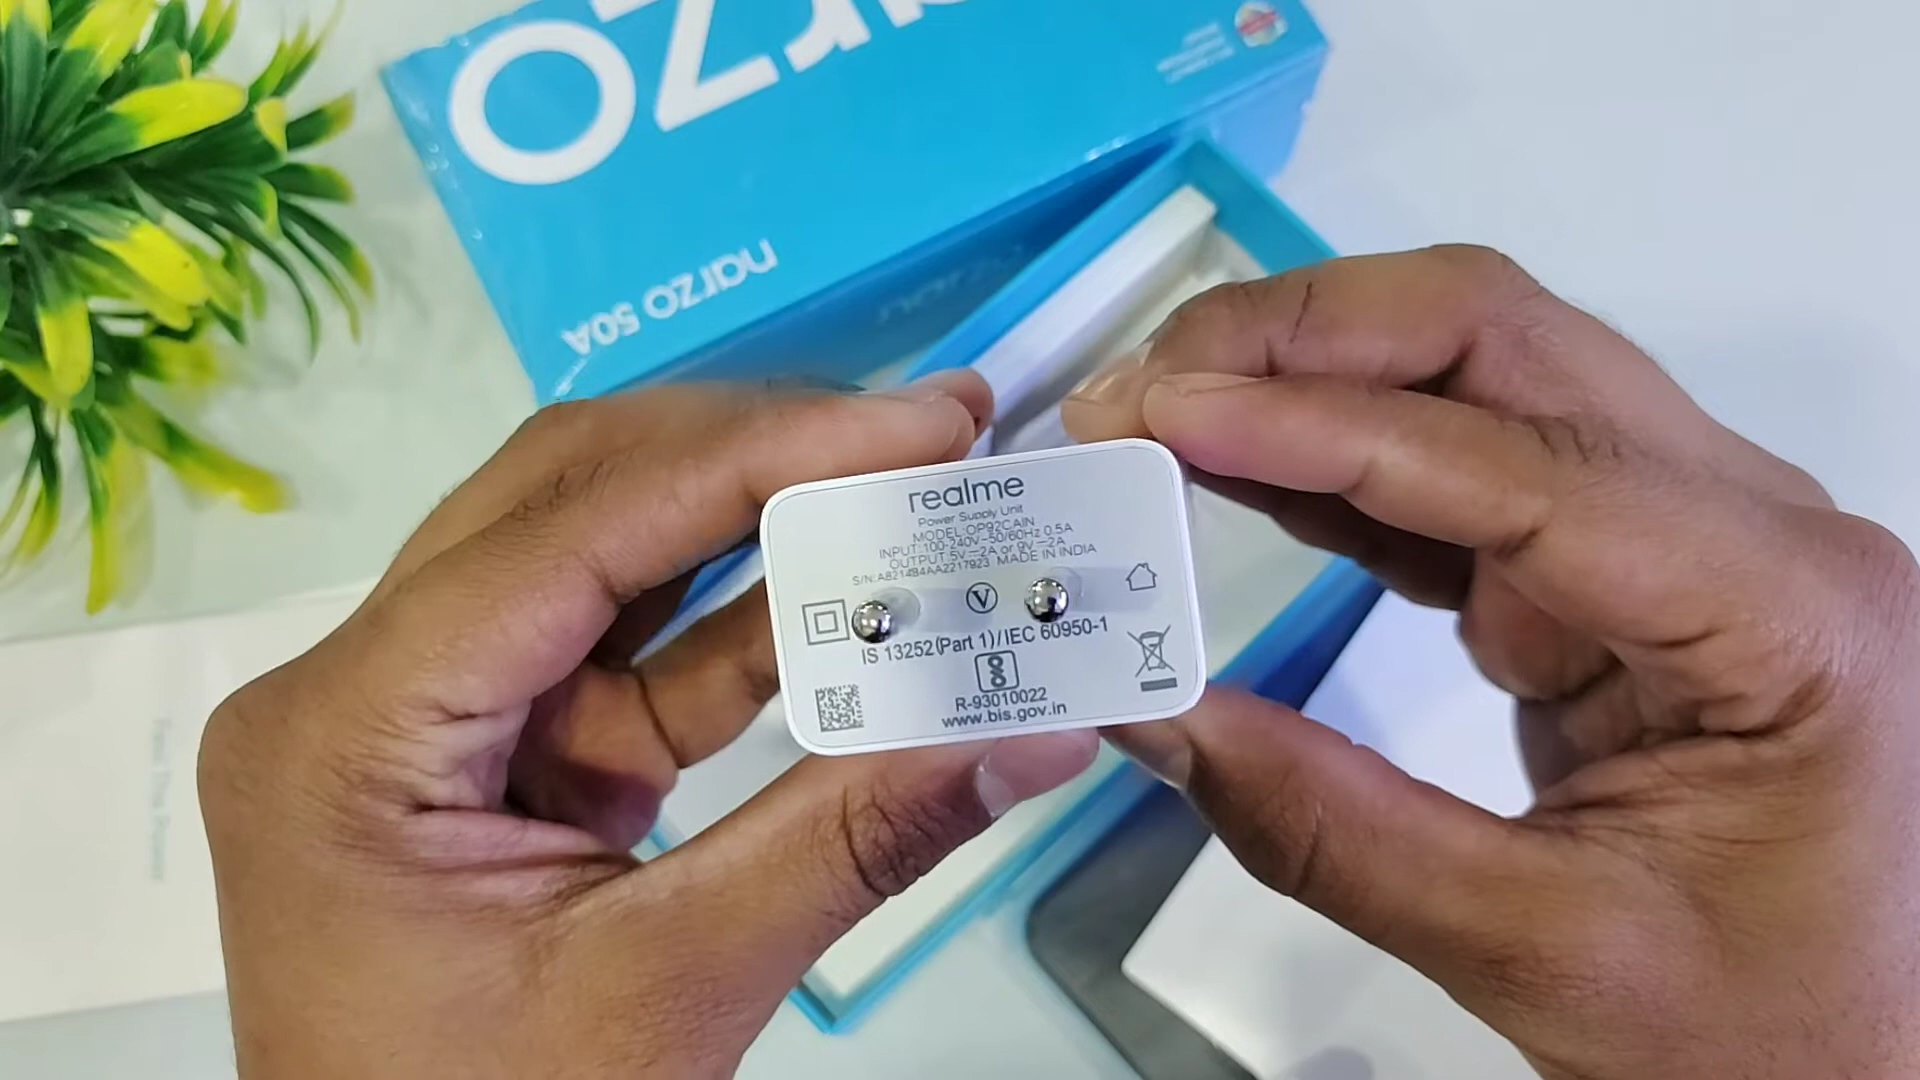 narzo
narzo 50A
realme
Power Supply Unit
MODEL:OP92CAIN
INPUT:100-240V~50/60Hz 0.5A
OUTPUT:5V⎓2A or 9V⎓2A
S/N:A8214B4AA2217923 MADE IN INDIA
V
IS 13252(Part 1)/IEC 60950-1
R-93010022
www.bis.gov.in